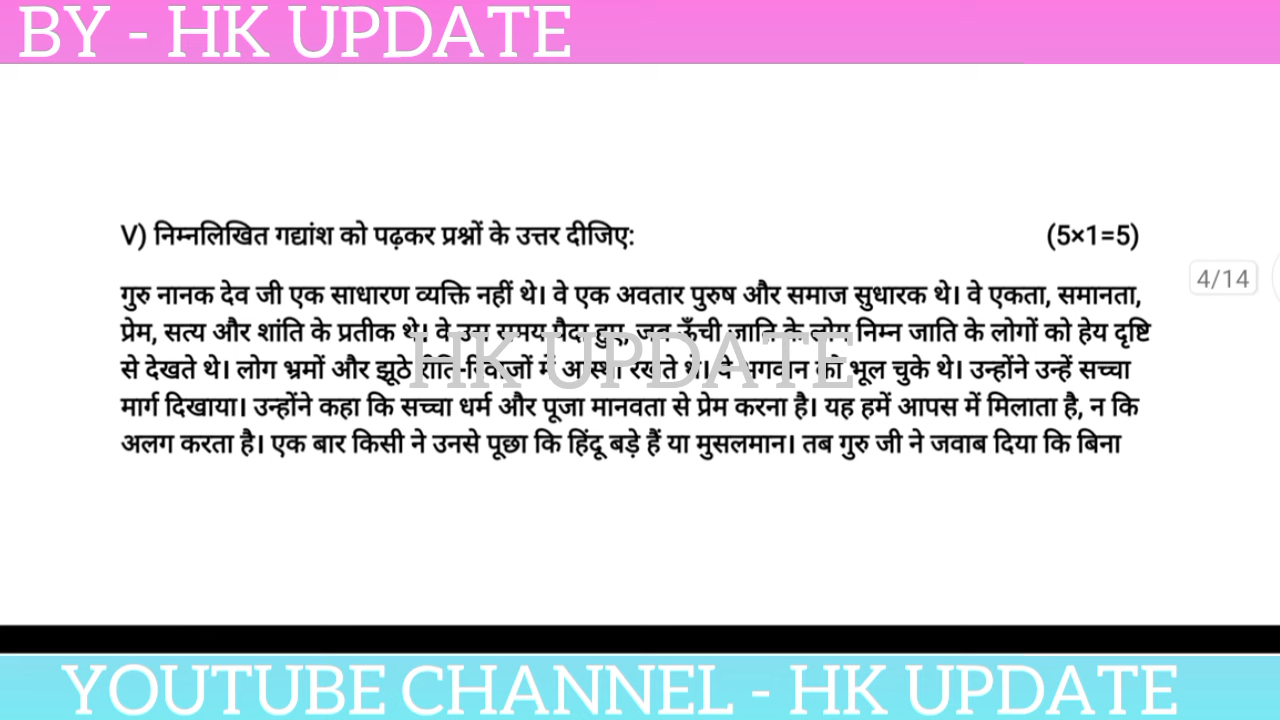 BY - HK UPDATE
V) निम्नलिखित गद्यांश को पढ़कर प्रश्नों के उत्तर दीजिए: (5×1=5)
4/14
गुरु नानक देव जी एक साधारण व्यक्ति नहीं थे। वे एक अवतार पुरुष और समाज सुधारक थे। वे एकता, समानता,
प्रेम, सत्य और शांति के प्रतीक थे। वे उस समय पैदा हुए, जब ऊँची जाति के लोग निम्न जाति के लोगों को हेय दृष्टि
से देखते थे। लोग भ्रमों और झूठे रीति-रिवाजों में आस्था रखते थे। वे भगवान को भूल चुके थे। उन्होंने उन्हें सच्चा
मार्ग दिखाया। उन्होंने कहा कि सच्चा धर्म और पूजा मानवता से प्रेम करना है। यह हमें आपस में मिलाता है, न कि
अलग करता है। एक बार किसी ने उनसे पूछा कि हिंदू बड़े हैं या मुसलमान। तब गुरु जी ने जवाब दिया कि बिना
HK UPDATE
YOUTUBE CHANNEL - HK UPDATE